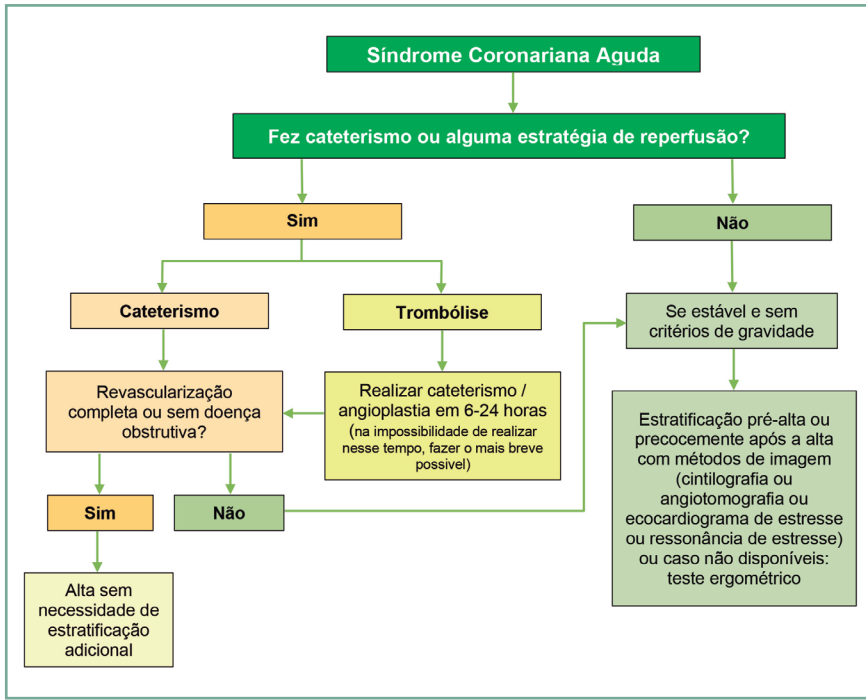 Síndrome Coronariana Aguda
Fez cateterismo ou alguma estratégia de reperfusão?
Sim
Não
Cateterismo
Trombólise
Se estável e sem
critérios de gravidade
Revascularização
completa ou sem doença
obstrutiva?
Realizar cateterismo /
angioplastia em 6-24 horas
(na impossibilidade de realizar
nesse tempo, fazer o mais breve
possivel)
Estratificação pré-alta ou
precocemente após a alta
com métodos de imagem
(cintilografia ou
angiotomografia ou
ecocardiograma de estresse
ou ressonância de estresse)
ou caso não disponíveis:
teste ergométrico
Sim
Não
Alta sem
necessidade de
estratificação
adicional